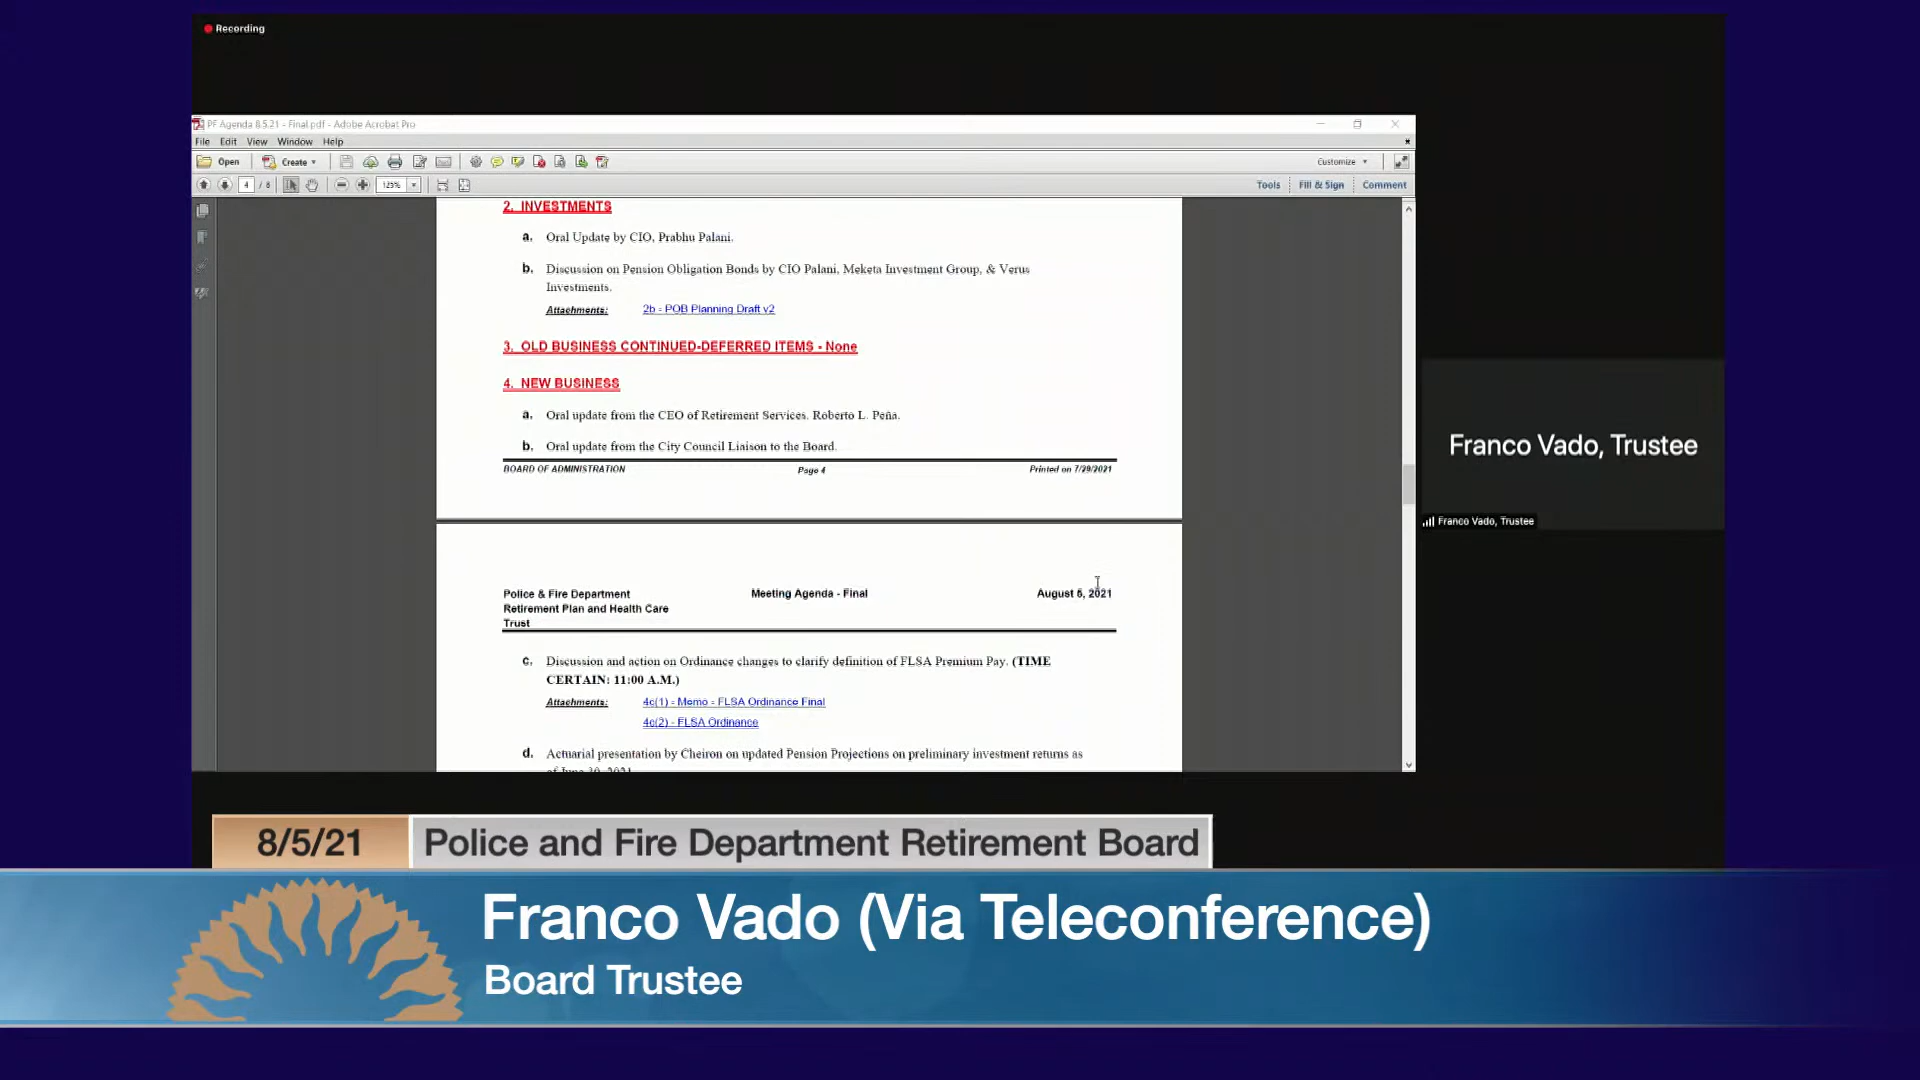 Recording
PF Agenda 8.5.21 - Final.pdf - Adobe Acrobat Pro
File Edit View Window Help
Open Create Customize
4 / 8 125% Tools Fill & Sign Comment
2. INVESTMENTS
a. Oral Update by CIO, Prabhu Palani.
b. Discussion on Pension Obligation Bonds by CIO Palani, Meketa Investment Group, & Verus
Investments.
Attachments: 2b - POB Planning Draft v2
3. OLD BUSINESS CONTINUED-DEFERRED ITEMS - None
4. NEW BUSINESS
a. Oral update from the CEO of Retirement Services, Roberto L. Peña.
b. Oral update from the City Council Liaison to the Board.
BOARD OF ADMINISTRATION Page 4 Printed on 7/29/2021
Police & Fire Department Meeting Agenda - Final August 5, 2021
Retirement Plan and Health Care
Trust
c. Discussion and action on Ordinance changes to clarify definition of FLSA Premium Pay. (TIME
CERTAIN: 11:00 A.M.)
Attachments: 4c(1) - Memo - FLSA Ordinance Final
4c(2) - FLSA Ordinance
d. Actuarial presentation by Cheiron on updated Pension Projections on preliminary investment returns as
of June 30, 2021
Franco Vado, Trustee
Franco Vado, Trustee
8/5/21 Police and Fire Department Retirement Board
Franco Vado (Via Teleconference)
Board Trustee